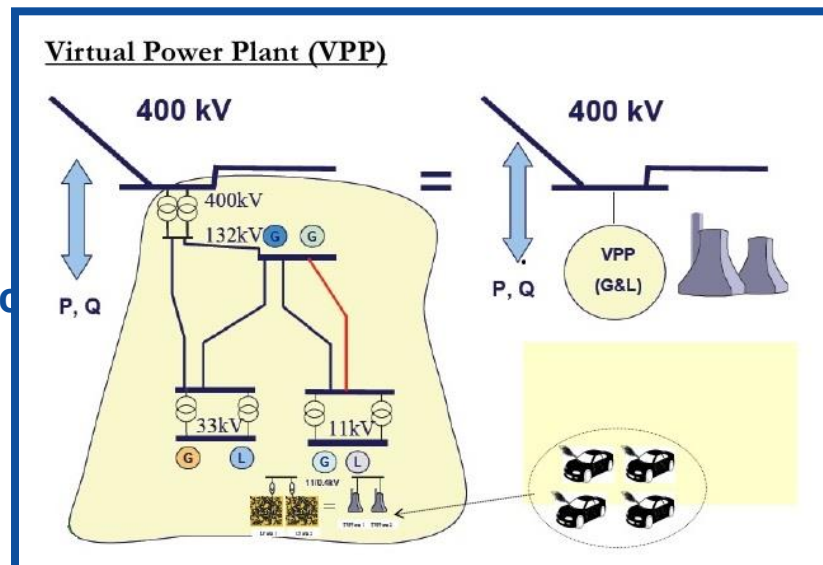 Virtual Power Plant (VPP)
400 kV
400 kV
=
400kV
132kV
G
G
P, Q
VPP
(G&L)
P, Q
33kV
11kV
G
L
G
L
11/0.4kV
=